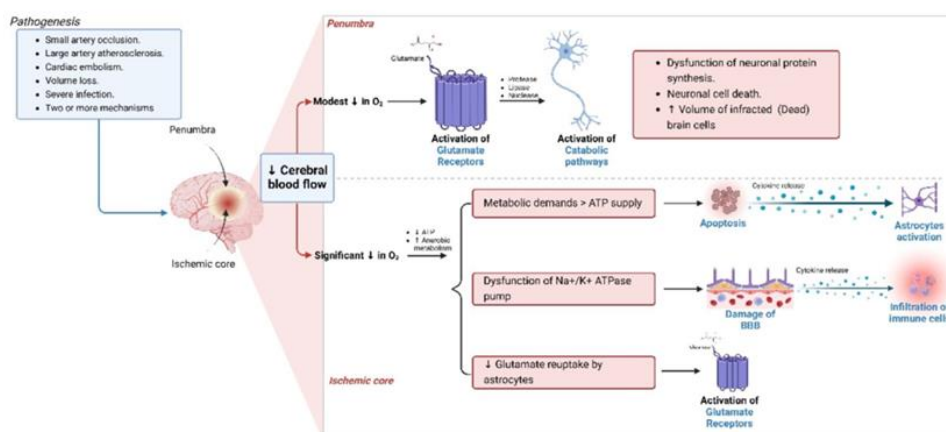 Pathogenesis
• Small artery occlusion.
• Large artery atherosclerosis.
• Cardiac embolism.
• Volume loss.
• Severe infection.
• Two or more mechanisms
Penumbra
Ischemic core
↓ Cerebral
blood flow
Penumbra
Modest ↓ in O₂
Glutamate
Activation of
Glutamate
Receptors
• Protease
• Lipase
• Nuclease
Activation of
Catabolic
pathways
• Dysfunction of neuronal protein
synthesis.
• Neuronal cell death.
• ↑ Volume of infracted (Dead)
brain cells
Significant ↓ in O₂
• ↓ ATP
• ↑ Anerobic
metabolism
Metabolic demands > ATP supply
Apoptosis
Cytokine release
Astrocytes
activation
Dysfunction of Na+/K+ ATPase
pump
Damage of
BBB
Cytokine release
Infiltration o
immune cell
↓ Glutamate reuptake by
astrocytes
Activation of
Glutamate
Receptors
Ischemic core